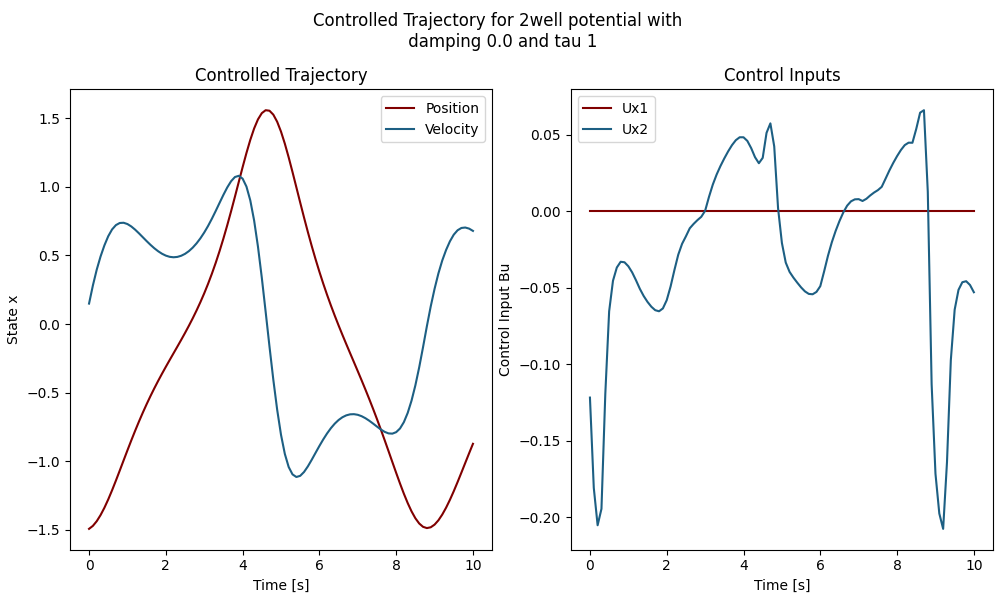 Controlled Trajectory for 2well potential with
damping 0.0 and tau 1
Controlled Trajectory
Position
Velocity
1.5
1.0
0.5
0.0
−0.5
−1.0
−1.5
State x
0 2 4 6 8 10
Time [s]
Control Inputs
Ux1
Ux2
0.05
0.00
−0.05
−0.10
−0.15
−0.20
Control Input Bu
0 2 4 6 8 10
Time [s]